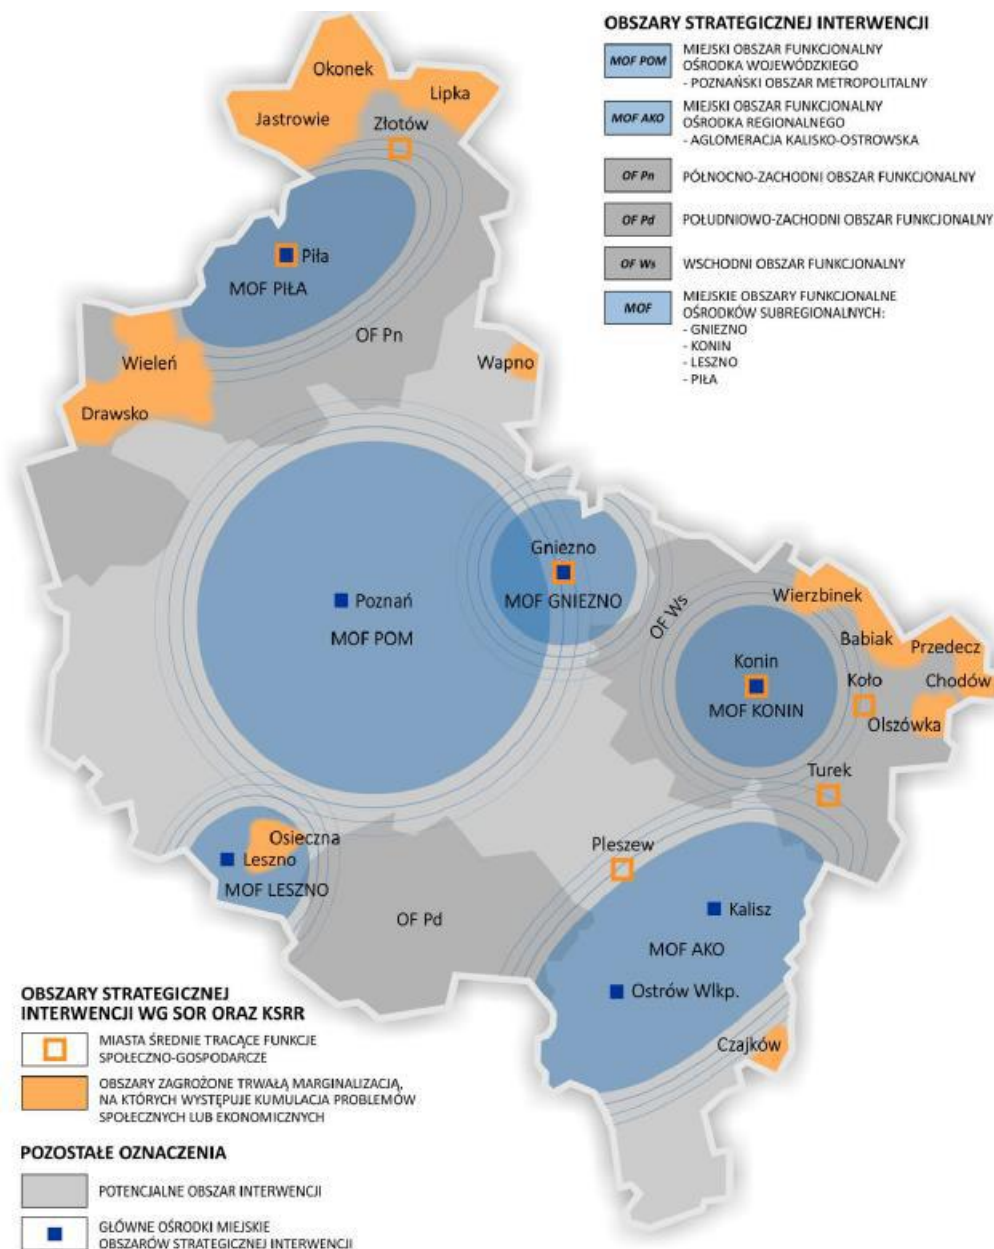 OBSZARY STRATEGICZNEJ INTERWENCJI
MOF POM
MIEJSKI OBSZAR FUNKCJONALNY
OŚRODKA WOJEWÓDZKIEGO
- POZNAŃSKI OBSZAR METROPOLITALNY
MOF AKO
MIEJSKI OBSZAR FUNKCJONALNY
OŚRODKA REGIONALNEGO
- AGLOMERACJA KALISKO-OSTROWSKA
OF Pn
PÓŁNOCNO-ZACHODNI OBSZAR FUNKCJONALNY
OF Pd
POŁUDNIOWO-ZACHODNI OBSZAR FUNKCJONALNY
OF Ws
WSCHODNI OBSZAR FUNKCJONALNY
MOF
MIEJSKIE OBSZARY FUNKCJONALNE
OŚRODKÓW SUBREGIONALNYCH:
- GNIEZNO
- KONIN
- LESZNO
- PIŁA
Okonek
Lipka
Jastrowie
Złotów
Piła
MOF PIŁA
OF Pn
Wieleń
Wapno
Drawsko
Gniezno
MOF GNIEZNO
Poznań
MOF POM
OF Ws
Wierzbinek
Babiak
Przedecz
Konin
Koło
Chodów
MOF KONIN
Olszówka
Turek
Osieczna
Leszno
MOF LESZNO
Pleszew
OF Pd
Kalisz
MOF AKO
Ostrów Wlkp.
Czajków
OBSZARY STRATEGICZNEJ
INTERWENCJI WG SOR ORAZ KSRR
MIASTA ŚREDNIE TRACĄCE FUNKCJE
SPOŁECZNO-GOSPODARCZE
OBSZARY ZAGROŻONE TRWAŁĄ MARGINALIZACJĄ,
NA KTÓRYCH WYSTĘPUJE KUMULACJA PROBLEMÓW
SPOŁECZNYCH LUB EKONOMICZNYCH
POZOSTAŁE OZNACZENIA
POTENCJALNE OBSZAR INTERWENCJI
GŁÓWNE OŚRODKI MIEJSKIE
OBSZARÓW STRATEGICZNEJ INTERWENCJI